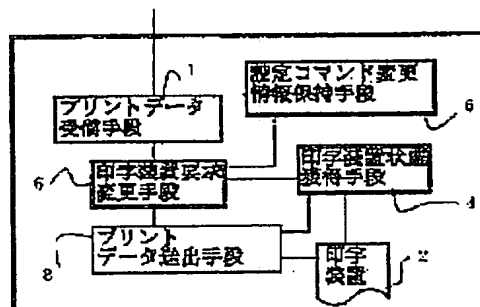 1
プリントデータ
受信手段
設定コマンド変更
情報保持手段
6
6
印字装置要求
変更手段
印字装置状態
獲得手段
4
プリント
データ送出手段
8
印字
装置
2